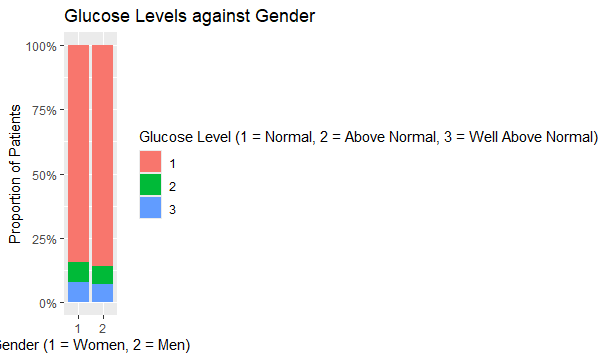 Glucose Levels against Gender
100%
75%
50%
25%
0%
Proportion of Patients
1 2
Gender (1 = Women, 2 = Men)
Glucose Level (1 = Normal, 2 = Above Normal, 3 = Well Above Normal)
1
2
3